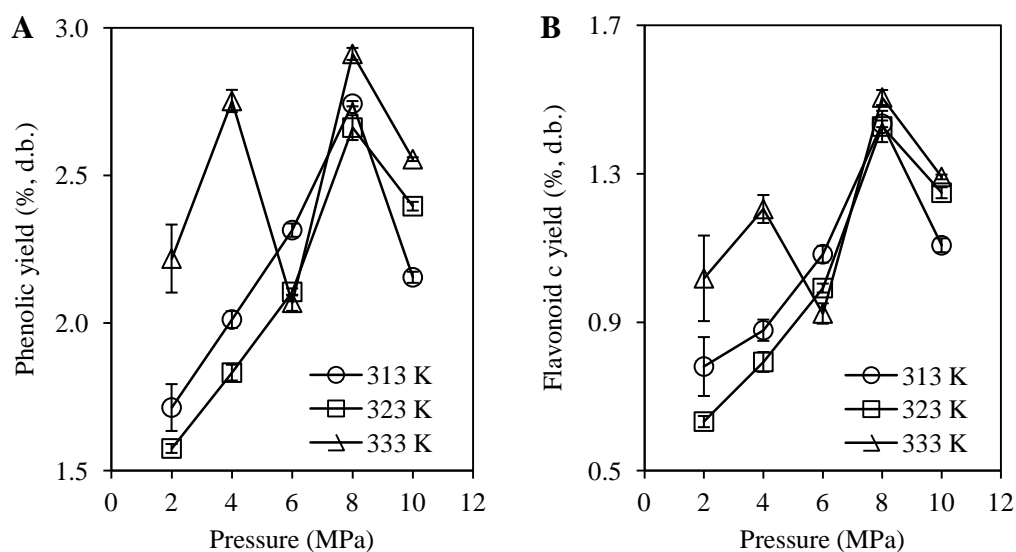 A
Phenolic yield (%, d.b.)
3.0
2.5
2.0
1.5
313 K
323 K
333 K
0 2 4 6 8 10 12
Pressure (MPa)
B
Flavonoid c yield (%, d.b.)
1.7
1.3
0.9
0.5
313 K
323 K
333 K
0 2 4 6 8 10 12
Pressure (MPa)